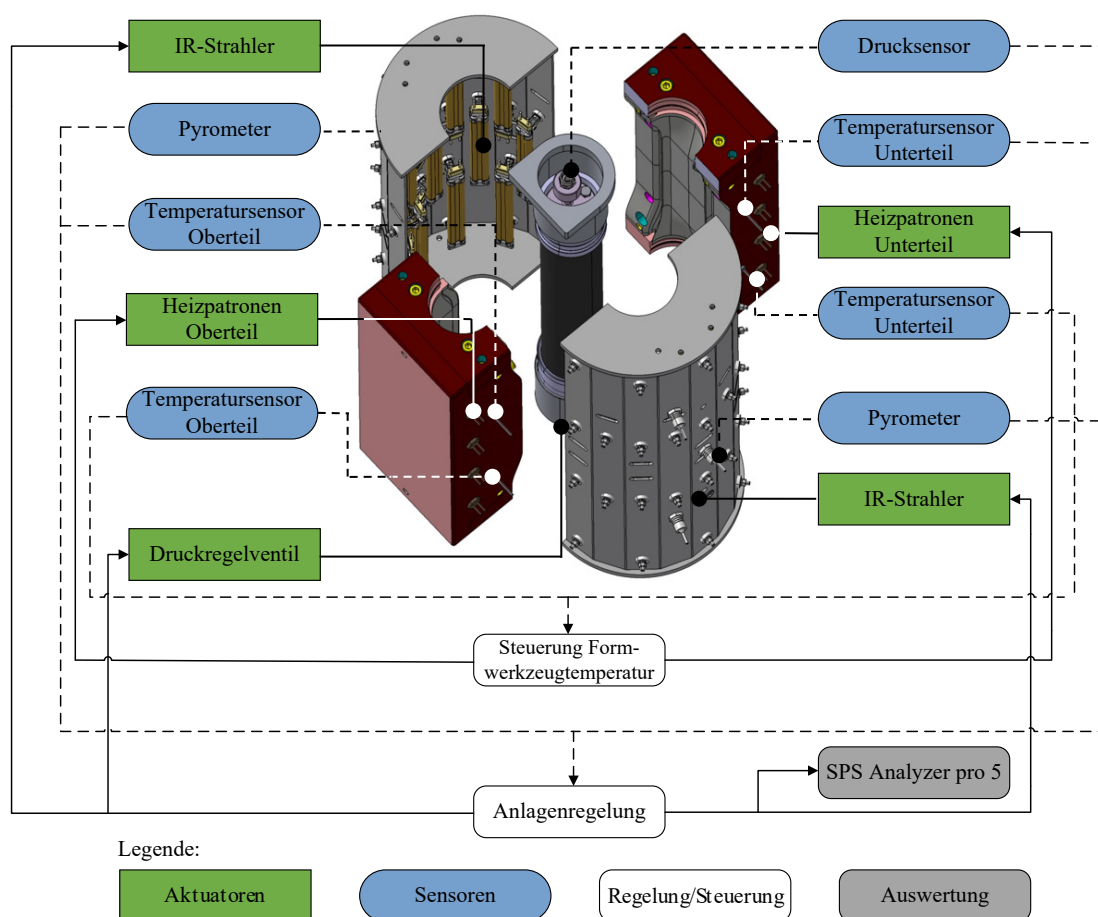 IR-Strahler
Drucksensor
Pyrometer
Temperatursensor
Unterteil
Temperatursensor
Oberteil
Heizpatronen
Unterteil
Heizpatronen
Oberteil
Temperatursensor
Unterteil
Temperatursensor
Oberteil
Pyrometer
IR-Strahler
Druckregelventil
Steuerung Form-
werkzeugtemperatur
SPS Analyzer pro 5
Anlagenregelung
Legende:
Aktuatoren
Sensoren
Regelung/Steuerung
Auswertung